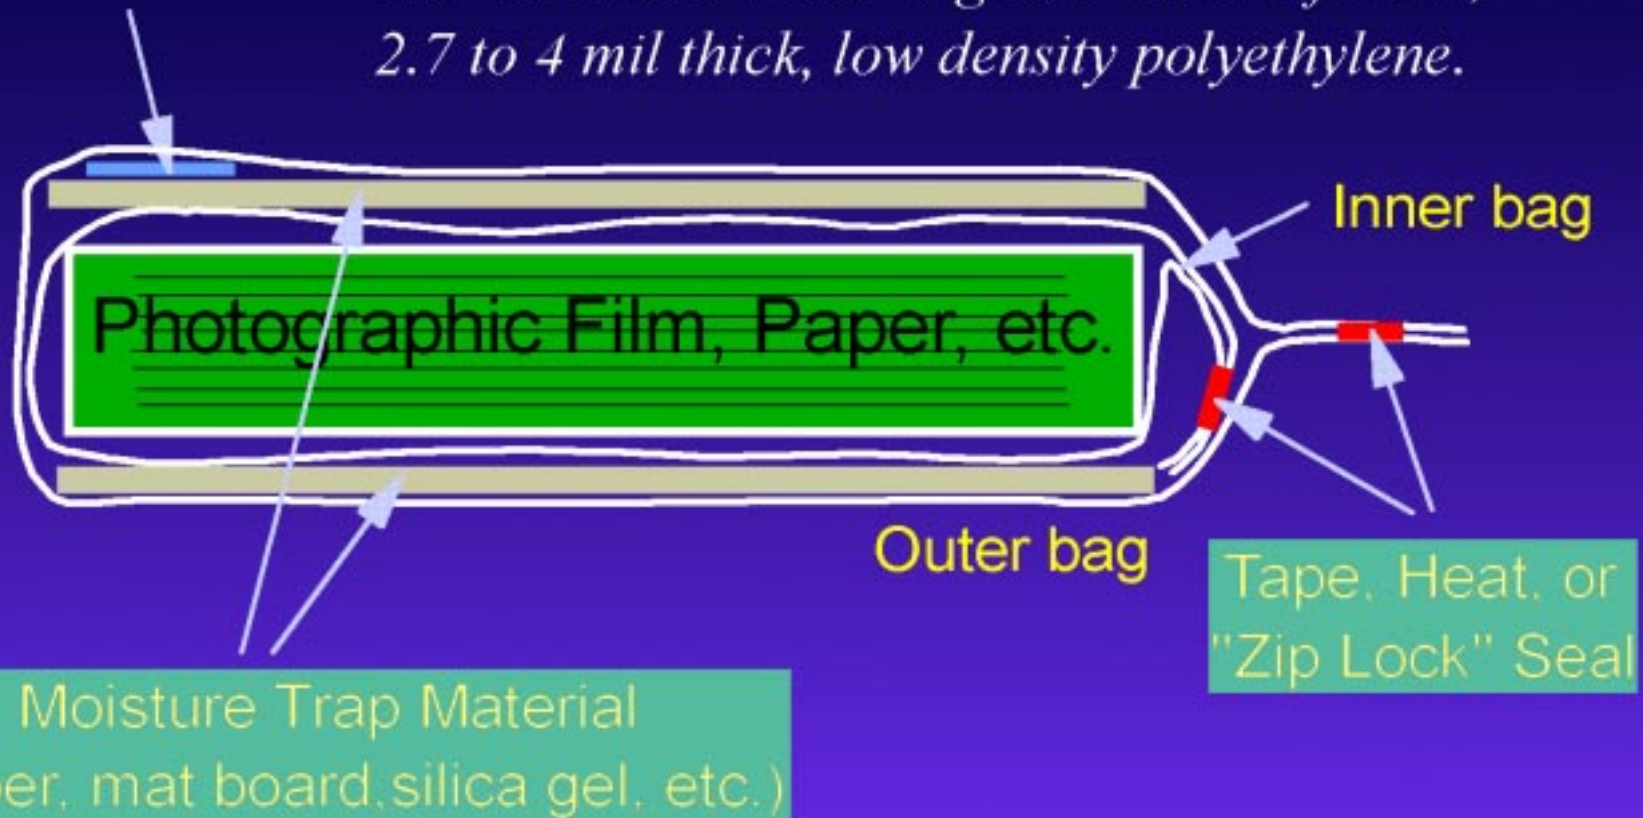 2.7 to 4 mil thick, low density polyethylene.
Inner bag
Photographic Film, Paper, etc.
Outer bag
Tape, Heat, or
"Zip Lock" Seal
Moisture Trap Material
mat board,silica gel, etc.)